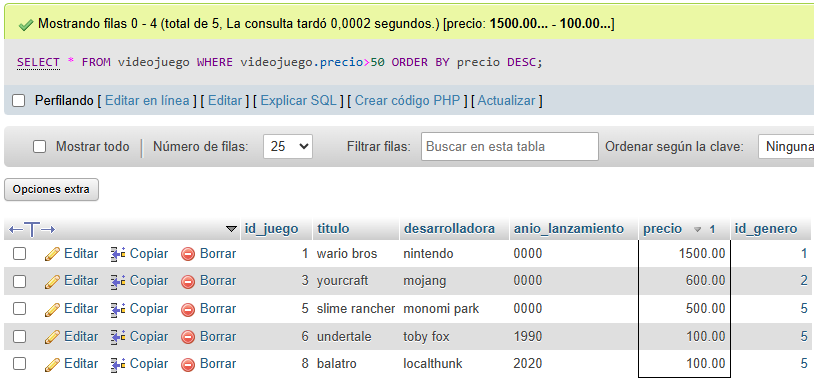 Mostrando filas 0 - 4 (total de 5, La consulta tardó 0,0002 segundos.) [precio: 1500.00... - 100.00...]
SELECT * FROM videojuego WHERE videojuego.precio>50 ORDER BY precio DESC;
Perfilando [ Editar en línea ] [ Editar ] [ Explicar SQL ] [ Crear código PHP ] [ Actualizar ]
Mostrar todo Número de filas: 25 Filtrar filas: Buscar en esta tabla Ordenar según la clave: Ninguna
Opciones extra
id_juego titulo desarrolladora anio_lanzamiento precio 1 id_genero
Editar Copiar Borrar 1 wario bros nintendo 0000 1500.00 1
Editar Copiar Borrar 3 yourcraft mojang 0000 600.00 2
Editar Copiar Borrar 5 slime rancher monomi park 0000 500.00 5
Editar Copiar Borrar 6 undertale toby fox 1990 100.00 5
Editar Copiar Borrar 8 balatro localthunk 2020 100.00 5